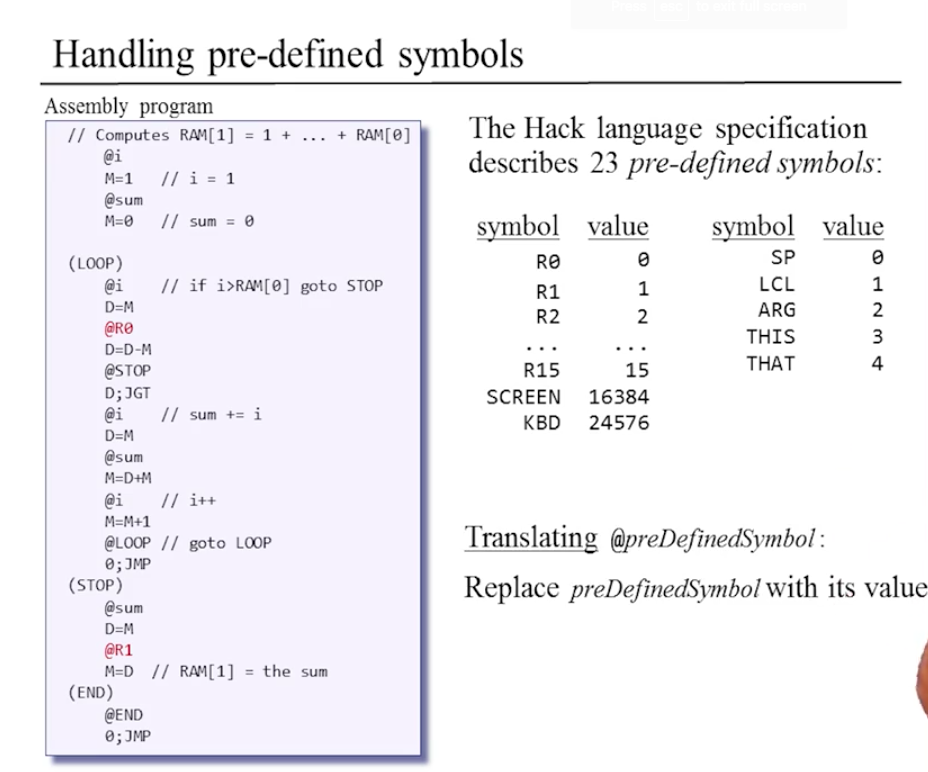 Handling pre-defined symbols
Assembly program
// Computes RAM[1] = 1 + ... + RAM[0]
@i
M=1 // i = 1
@sum
M=0 // sum = 0
(LOOP)
@i // if i>RAM[0] goto STOP
D=M
@R0
D=D-M
@STOP
D;JGT
@i // sum += i
D=M
@sum
M=D+M
@i // i++
M=M+1
@LOOP // goto LOOP
0;JMP
(STOP)
@sum
D=M
@R1
M=D // RAM[1] = the sum
(END)
@END
0;JMP
The Hack language specification
describes 23 pre-defined symbols:
symbol value
R0 0
R1 1
R2 2
... ...
R15 15
SCREEN 16384
KBD 24576
symbol value
SP 0
LCL 1
ARG 2
THIS 3
THAT 4
Translating @preDefinedSymbol :
Replace preDefinedSymbol with its value